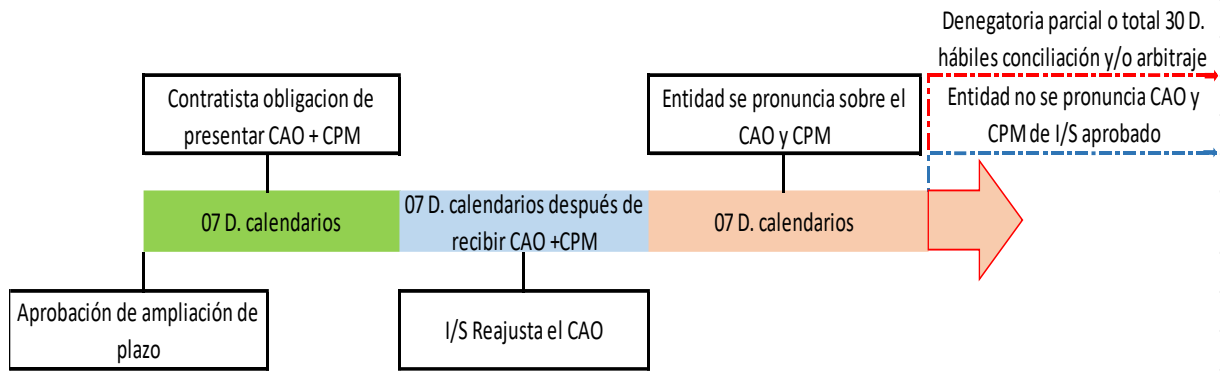 Denegatoria parcial o total 30 D.
hábiles conciliación y/o arbitraje
Contratista obligacion de
presentar CAO + CPM
Entidad se pronuncia sobre el
CAO y CPM
Entidad no se pronuncia CAO y
CPM de I/S aprobado
07 D. calendarios
07 D. calendarios después de
recibir CAO +CPM
07 D. calendarios
Aprobación de ampliación de
plazo
I/S Reajusta el CAO